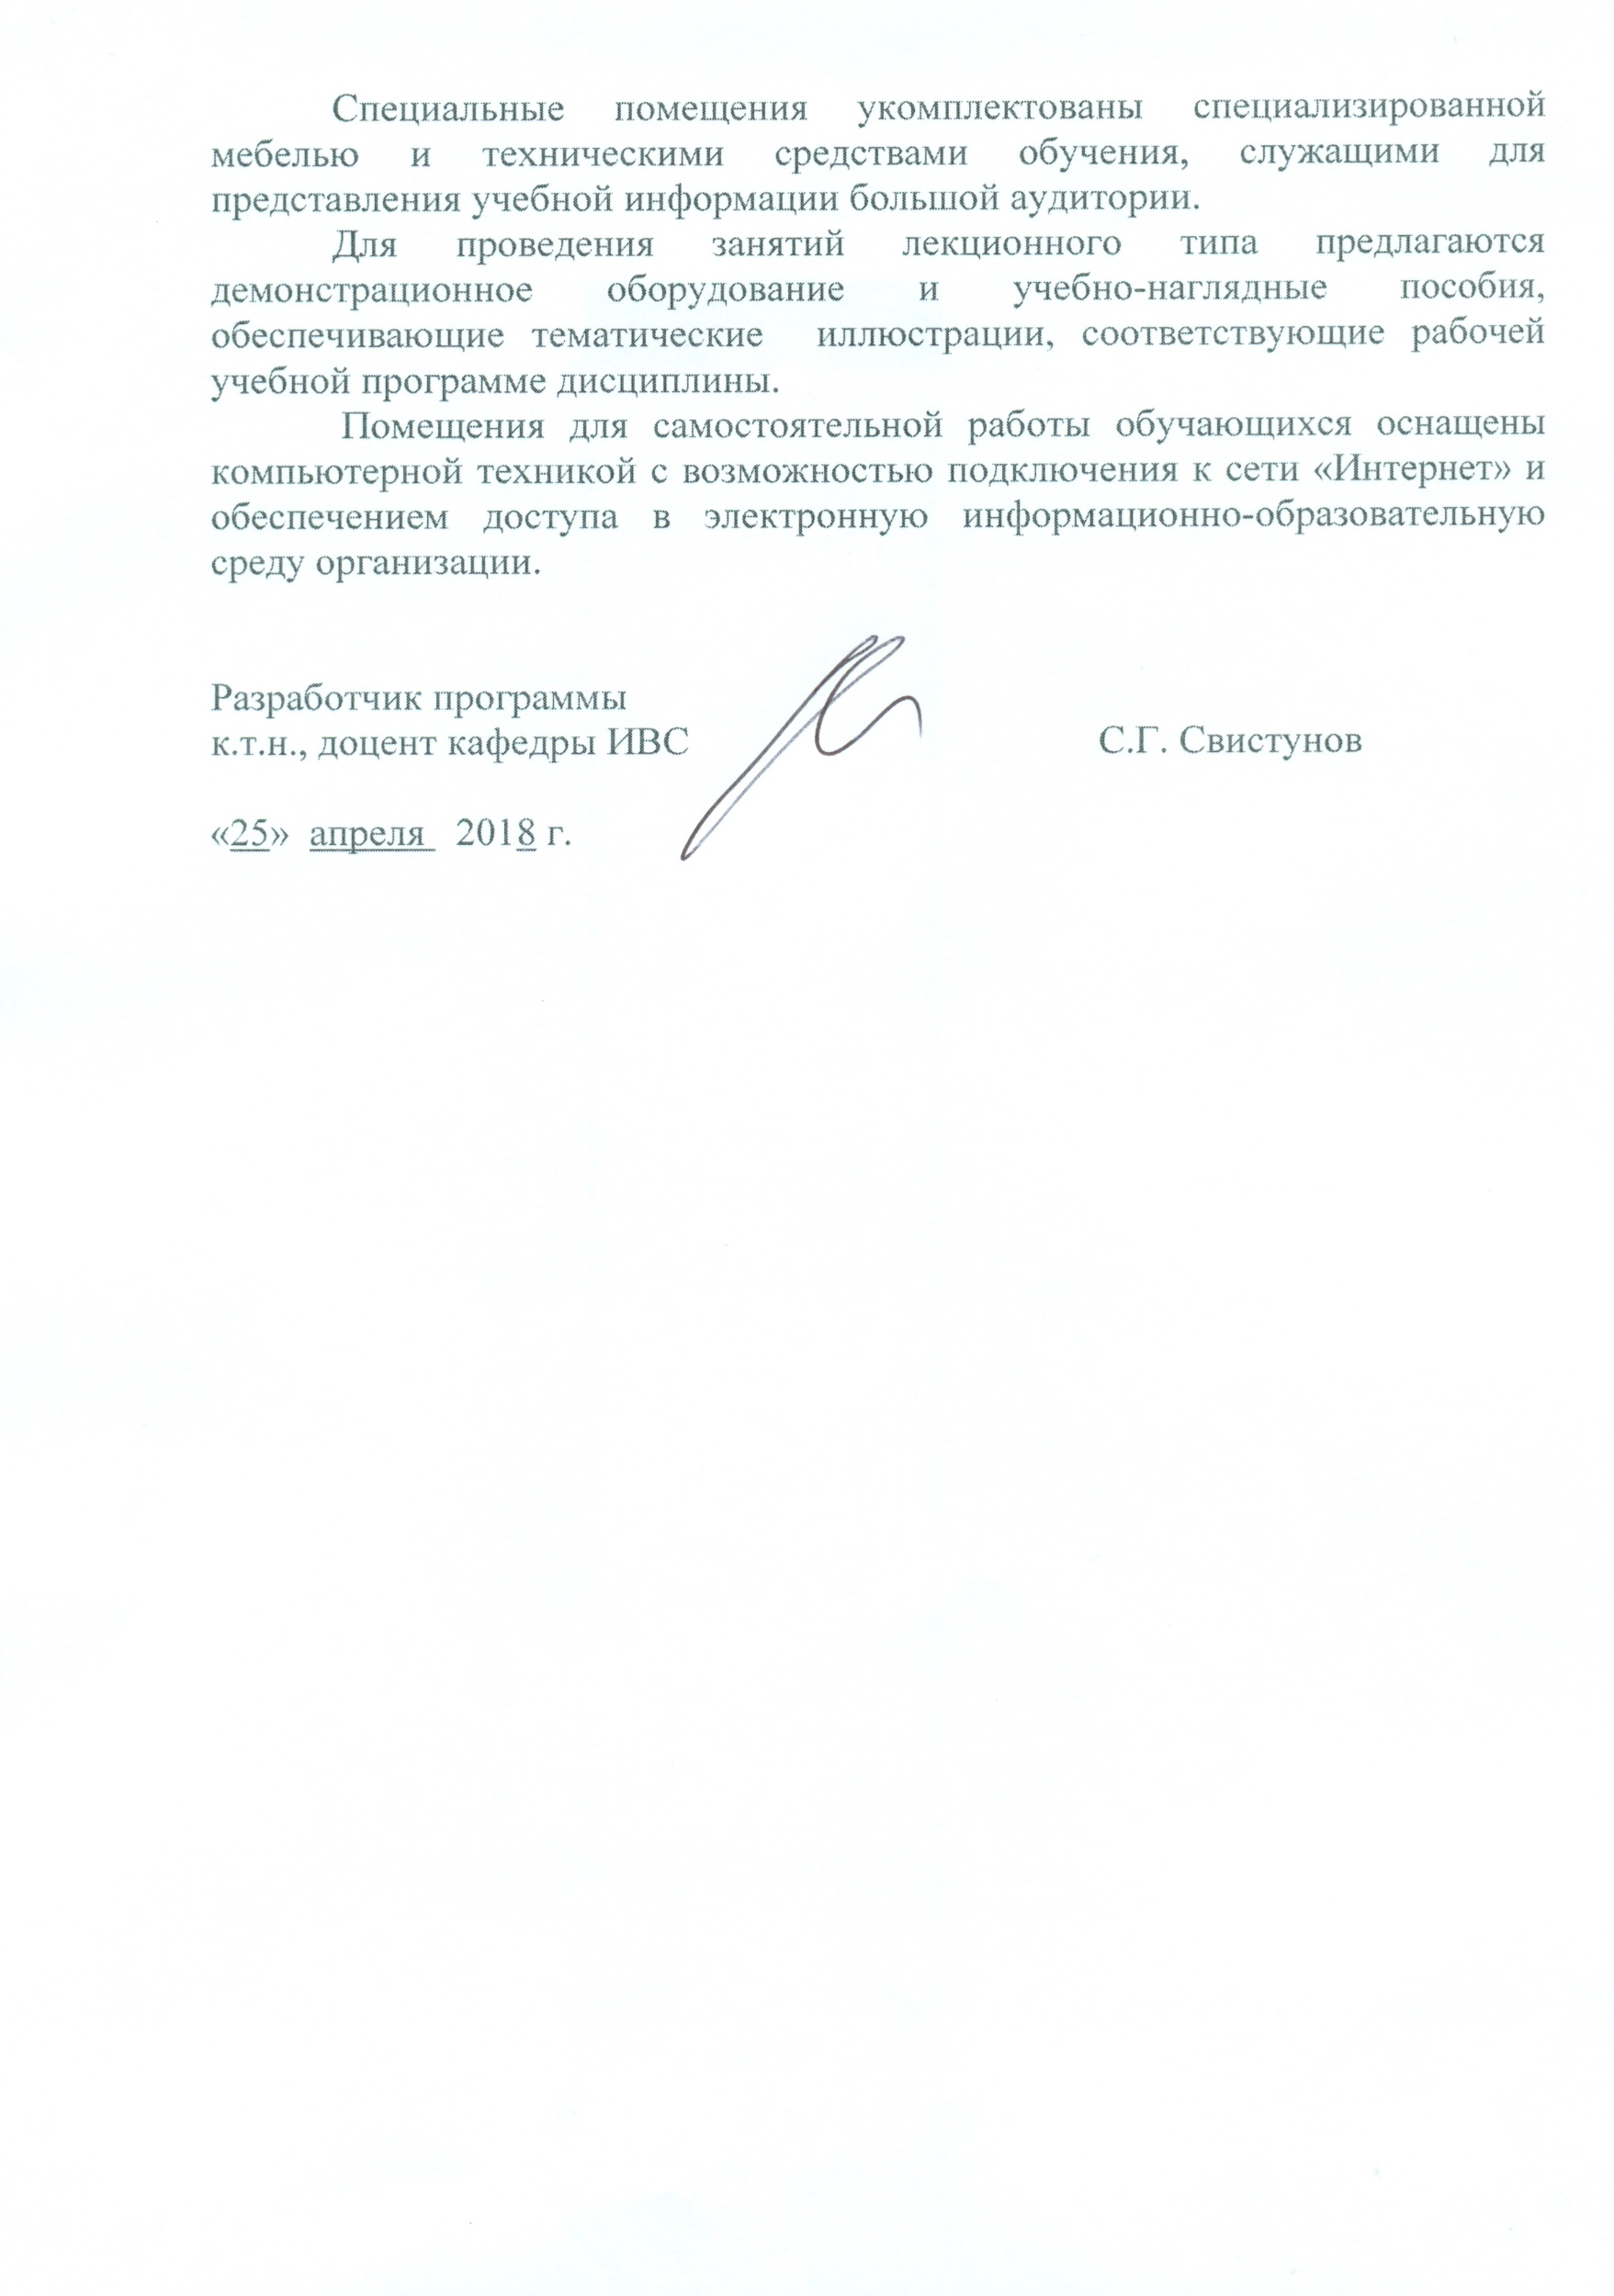 Специальные помещения укомплектованы специализированной
мебелью и техническими средствами обучения, служащими для
представления учебной информации большой аудитории.
Для проведения занятий лекционного типа предлагаются
демонстрационное оборудование и учебно-наглядные пособия,
обеспечивающие тематические иллюстрации, соответствующие рабочей
учебной программе дисциплины.
Помещения для самостоятельной работы обучающихся оснащены
компьютерной техникой с возможностью подключения к сети «Интернет» и
обеспечением доступа в электронную информационно-образовательную
среду организации.
Разработчик программы
к.т.н., доцент кафедры ИВС С.Г. Свистунов
«25» апреля 2018 г.